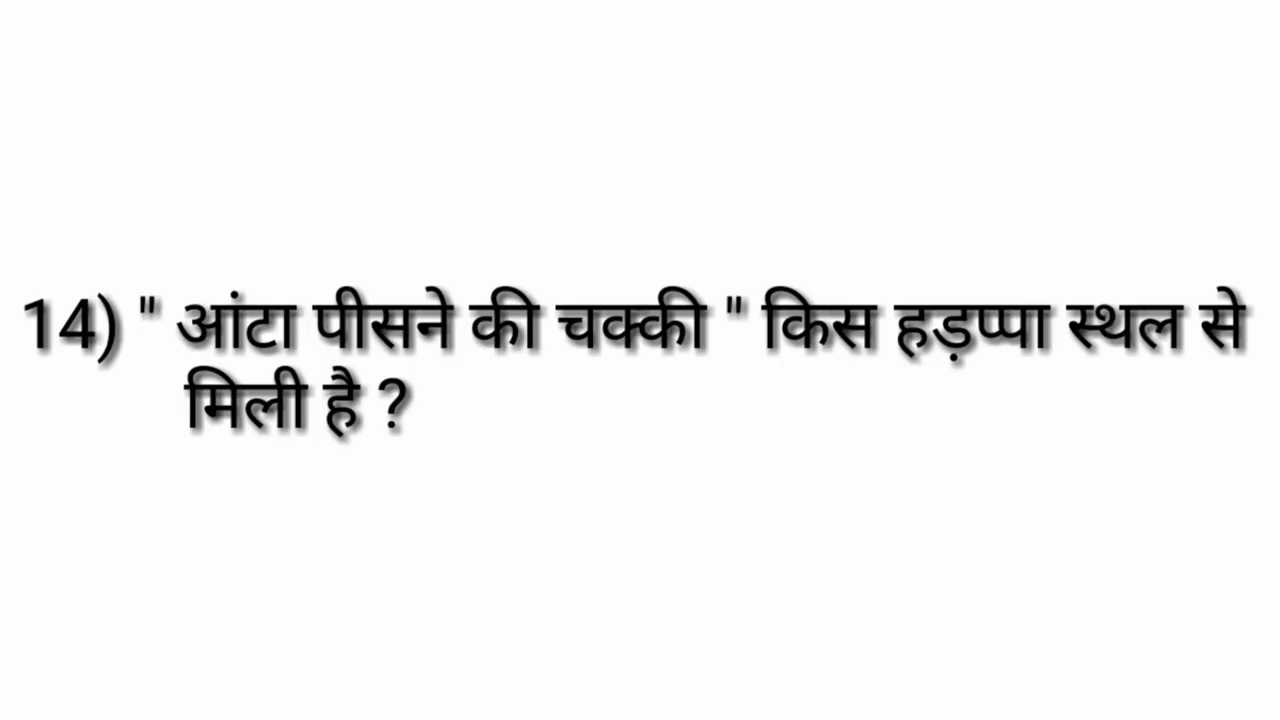 14) " आंटा पीसने की चक्की " किस हड़प्पा स्थल से
मिली है ?